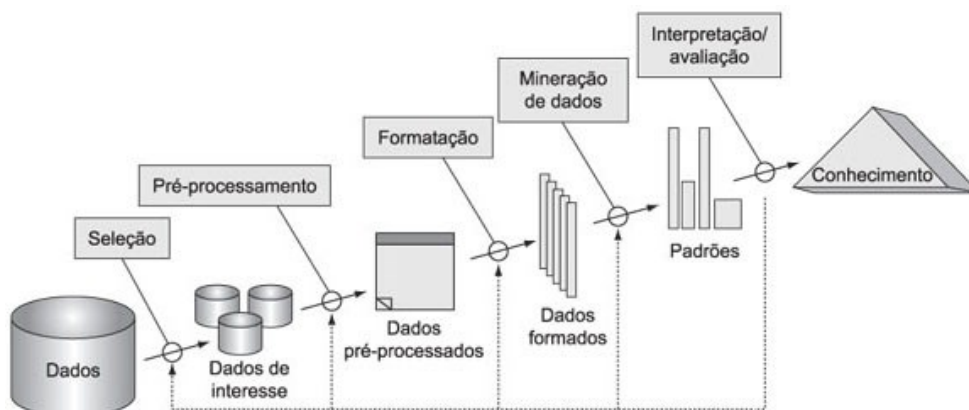 Interpretação/
avaliação
Mineração
de dados
Formatação
Pré-processamento
Seleção
Conhecimento
Padrões
Dados
formados
Dados
pré-processados
Dados de
interesse
Dados